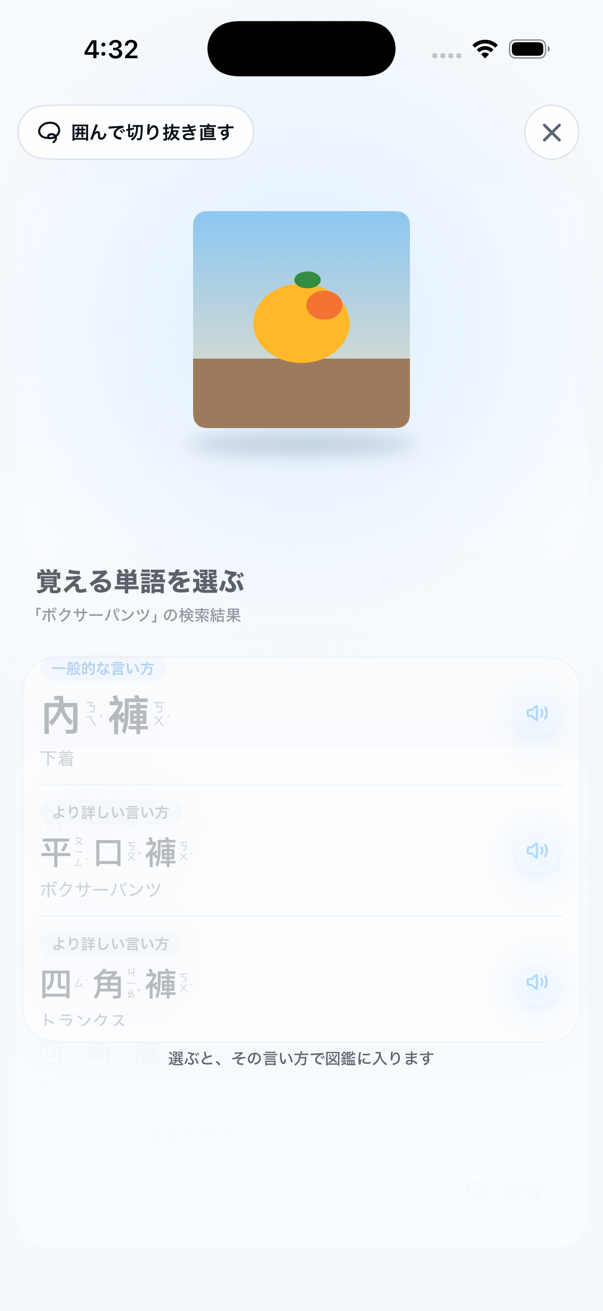 4:32
囲んで切り抜き直す
覚える単語を選ぶ
「ボクサーパンツ」の検索結果
一般的な言い方
內ㄋㄟˋ褲ㄎㄨˋ
下着
より詳しい言い方
平ㄆㄧㄥˊ口ㄎㄡˇ褲ㄎㄨˋ
ボクサーパンツ
より詳しい言い方
四ㄙˋ角ㄐㄧㄠˇ褲ㄎㄨˋ
トランクス
選ぶと、その言い方で図鑑に入ります